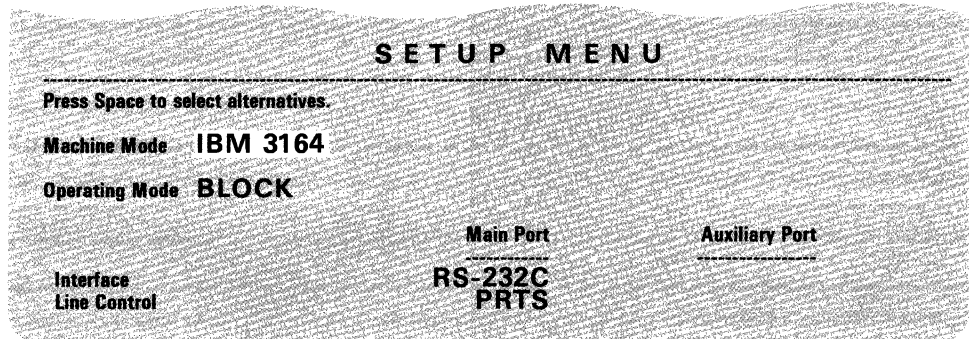 SETUP MENU
Press Space to select alternatives.
Machine Mode IBM 3164
Operating Mode BLOCK
Main Port Auxiliary Port
Interface RS-232C
Line Control PRTS